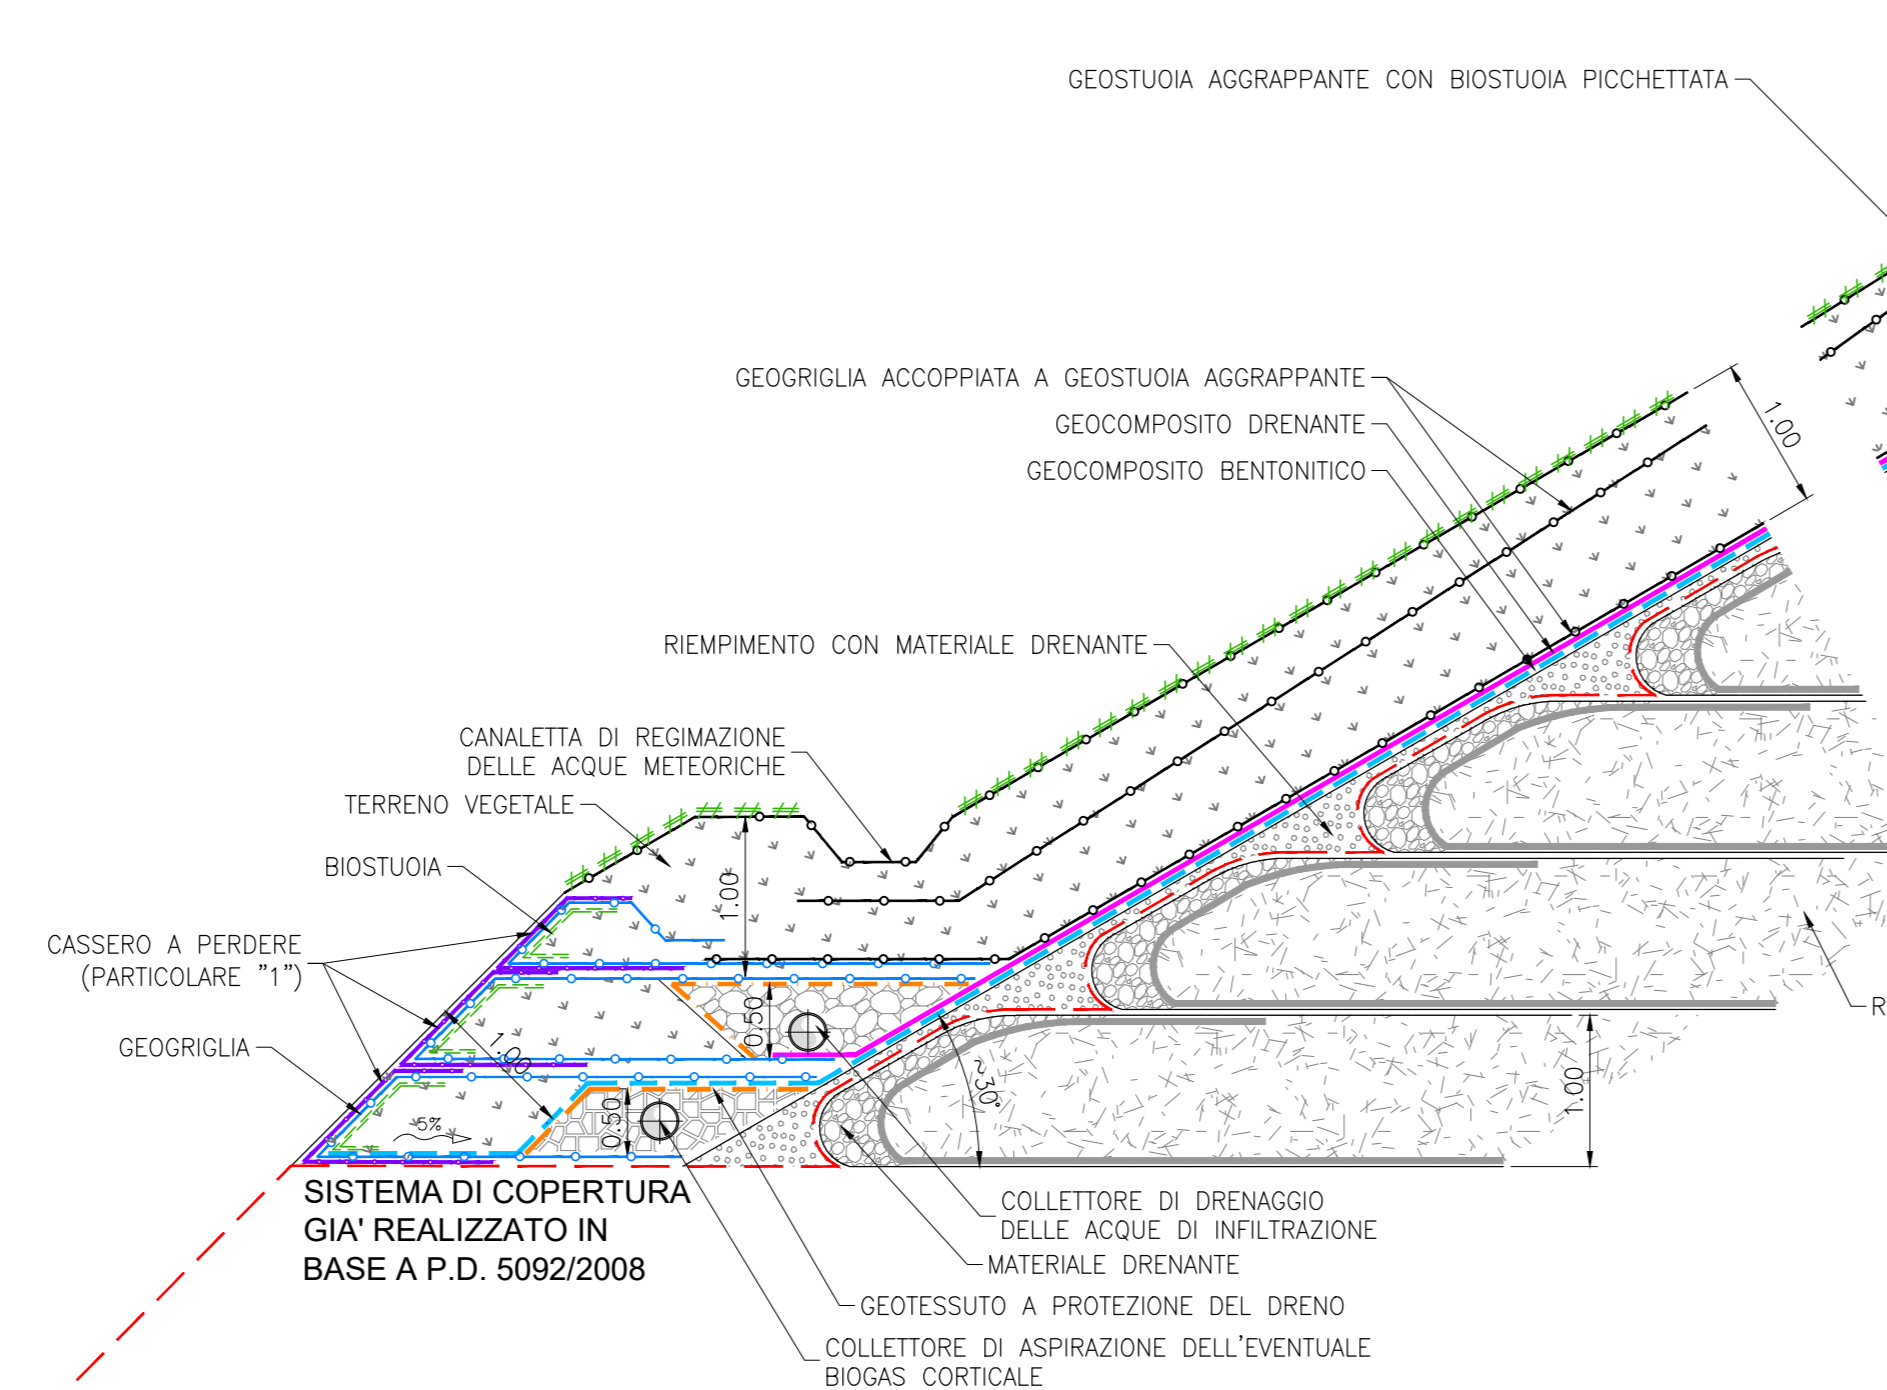 GEOSTUOIA AGGRAPPANTE CON BIOSTUOIA PICCHETTATA
GEOGRIGLIA ACCOPPIATA A GEOSTUOIA AGGRAPPANTE
GEOCOMPOSITO DRENANTE
GEOCOMPOSITO BENTONITICO
1.00
RIEMPIMENTO CON MATERIALE DRENANTE
CANALETTA DI REGIMAZIONE
DELLE ACQUE METEORICHE
TERRENO VEGETALE
BIOSTUOIA
1.00
CASSERO A PERDERE
(PARTICOLARE "1")
R
0.50
GEOGRIGLIA
1.00
~30°
1.00
5%
0.50
SISTEMA DI COPERTURA
GIA' REALIZZATO IN
BASE A P.D. 5092/2008
COLLETTORE DI DRENAGGIO
DELLE ACQUE DI INFILTRAZIONE
MATERIALE DRENANTE
GEOTESSUTO A PROTEZIONE DEL DRENO
COLLETTORE DI ASPIRAZIONE DELL'EVENTUALE
BIOGAS CORTICALE